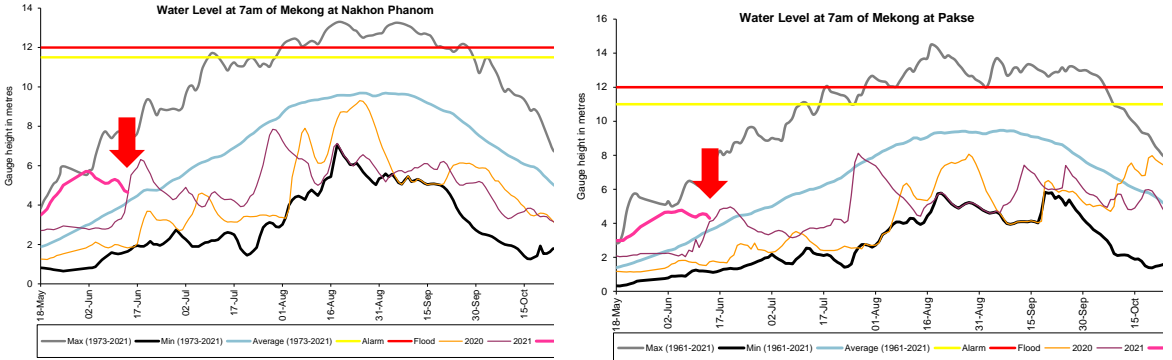 Water Level at 7am of Mekong at Nakhon Phanom
Gauge height in metres
14
12
10
8
6
4
2
0
18-May
02-Jun
17-Jun
02-Jul
17-Jul
01-Aug
16-Aug
31-Aug
15-Sep
30-Sep
15-Oct
Max (1973-2021) Min (1973-2021) Average (1973-2021) Alarm Flood 2020 2021
Water Level at 7am of Mekong at Pakse
Gauge height in metres
16
14
12
10
8
6
4
2
0
18-May
02-Jun
17-Jun
02-Jul
17-Jul
01-Aug
16-Aug
31-Aug
15-Sep
30-Sep
15-Oct
Max (1961-2021) Min (1961-2021) Average (1961-2021) Alarm Flood 2020 2021